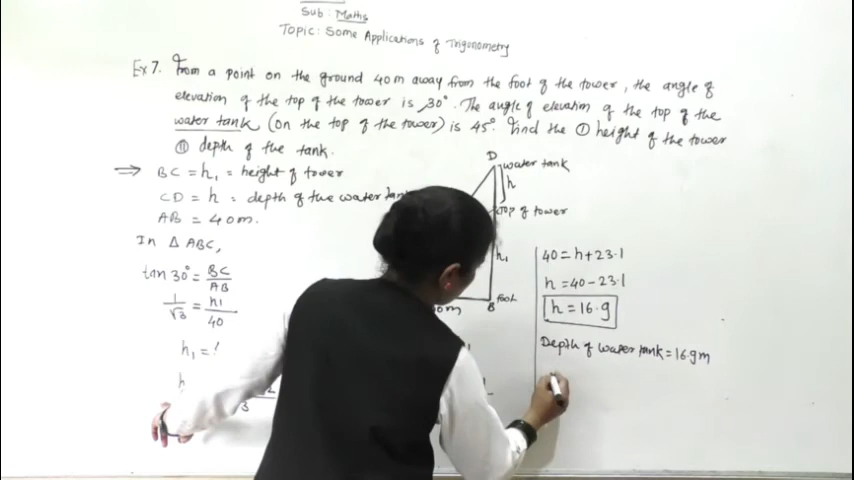 Sub: Maths
Topic: Some Applications of Trigonometry
Ex 7. From a point on the ground 40m away from the foot of the tower, the angle of
elevation of the top of the tower is 30°. The angle of elevation of the top of the
water tank (on the top of the tower) is 45°. Find the ① height of the tower
② depth of the tank.
⇒ BC = h₁ = height of tower
CD = h = depth of the water
AB = 40m.
In △ ABC,
tan 30° = BC/AB
1/√3 = h1/40
h₁ =
h
3
D
water tank
h
top of tower
h₁
m
B
foot
40 = h + 23.1
h = 40 - 23.1
h = 16.9
Depth of water tank = 16.9m